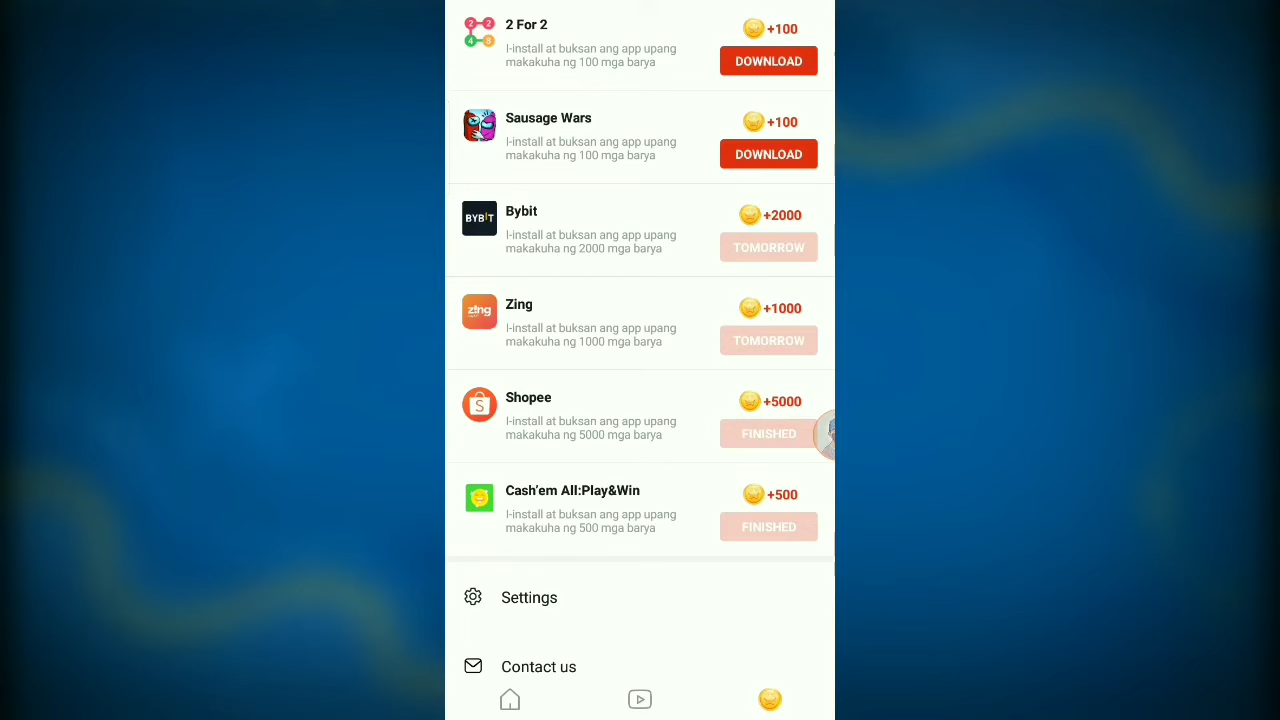 2 For 2
+100
I-install at buksan ang app upang
makakuha ng 100 mga barya
DOWNLOAD
Sausage Wars
+100
I-install at buksan ang app upang
makakuha ng 100 mga barya
DOWNLOAD
BYBIT
Bybit
+2000
I-install at buksan ang app upang
makakuha ng 2000 mga barya
TOMORROW
zing
Zing
+1000
I-install at buksan ang app upang
makakuha ng 1000 mga barya
TOMORROW
S
Shopee
+5000
I-install at buksan ang app upang
makakuha ng 5000 mga barya
FINISHED
Cash'em All:Play&Win
+500
I-install at buksan ang app upang
makakuha ng 500 mga barya
FINISHED
Settings
Contact us